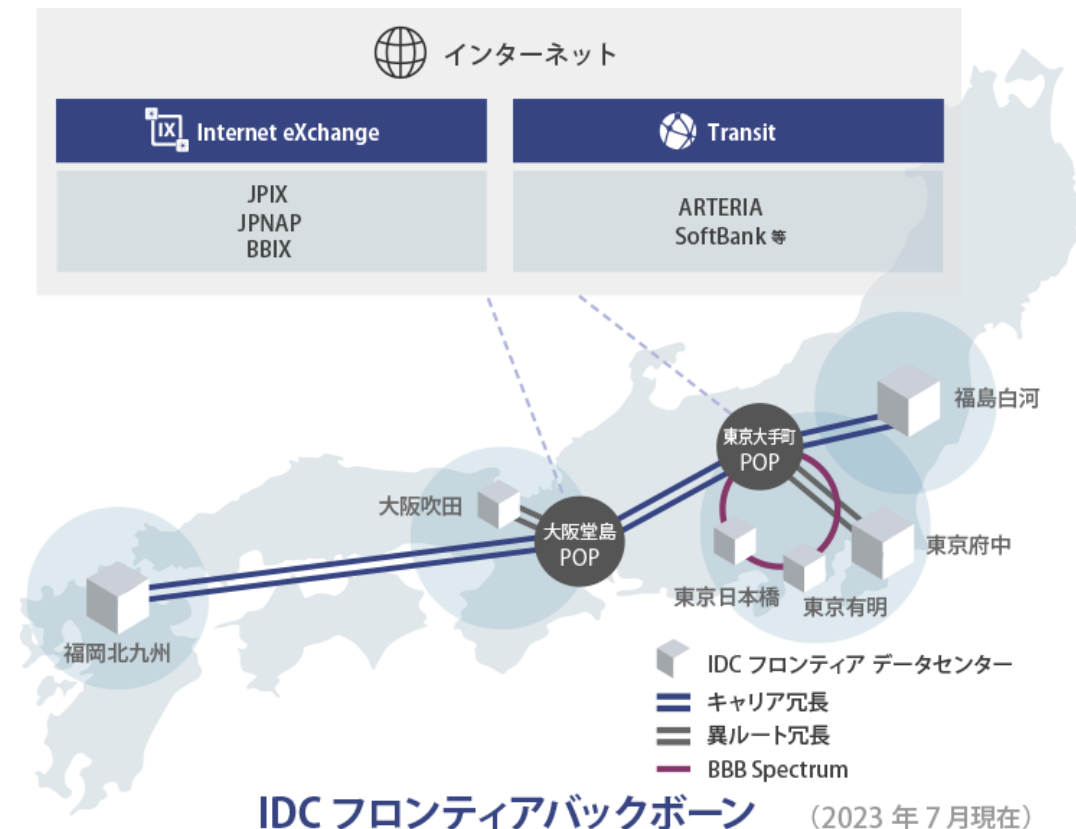 インターネット
IX Internet eXchange
Transit
JPIX
JPNAP
BBIX
ARTERIA
SoftBank 等
福島白河
東京大手町
POP
大阪吹田
大阪堂島
POP
東京府中
東京日本橋
東京有明
福岡北九州
IDC フロンティア データセンター
キャリア冗長
異ルート冗長
BBB Spectrum
IDC フロンティアバックボーン
（2023 年 7 月現在）